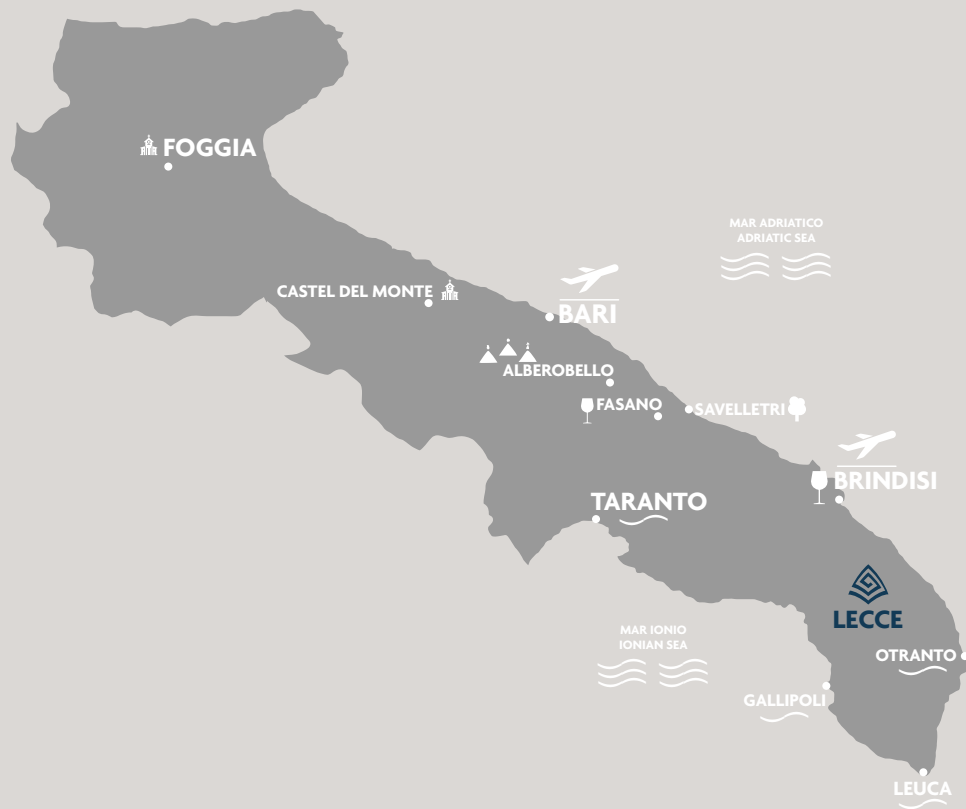 FOGGIA
MAR ADRIATICO
ADRIATIC SEA
CASTEL DEL MONTE
BARI
ALBEROBELLO
FASANO
SAVELLETRI
BRINDISI
TARANTO
LECCE
MAR IONIO
IONIAN SEA
OTRANTO
GALLIPOLI
LEUCA